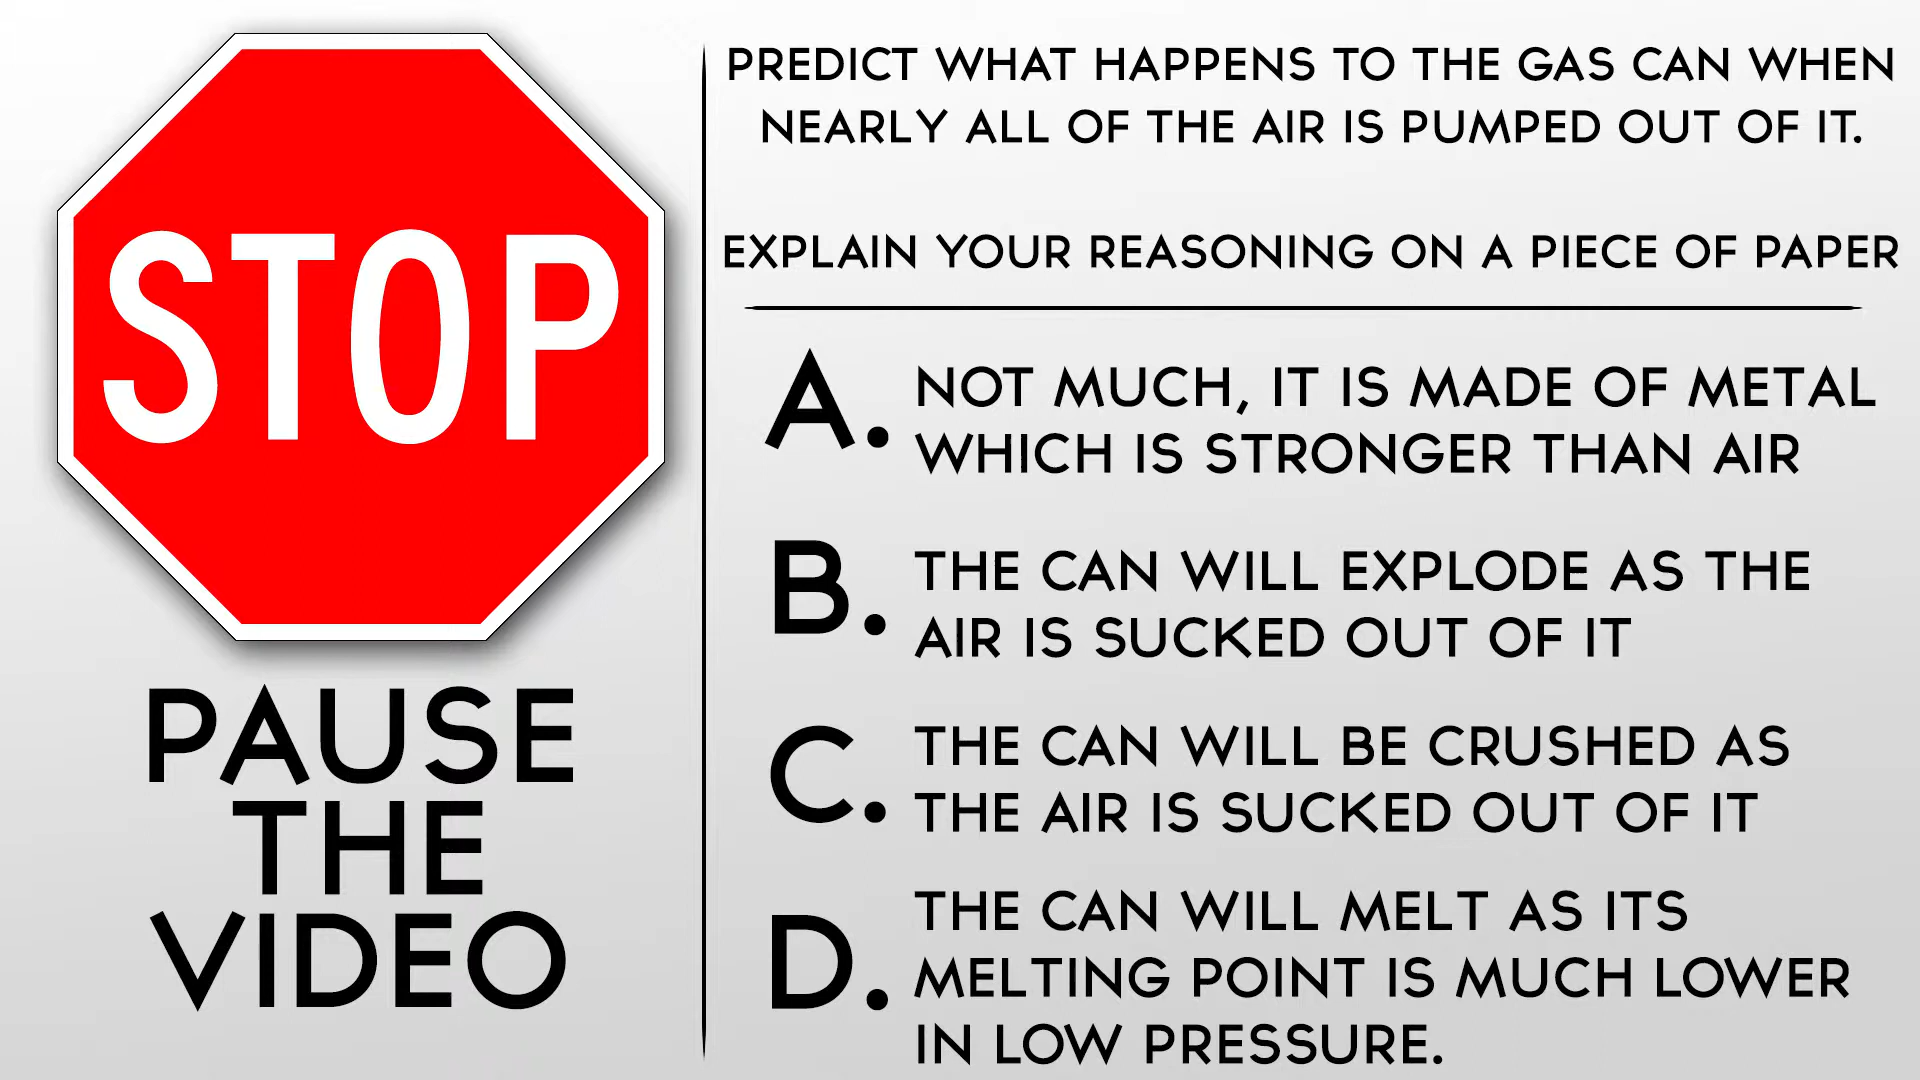 STOP
PAUSE
THE
VIDEO
PREDICT WHAT HAPPENS TO THE GAS CAN WHEN
NEARLY ALL OF THE AIR IS PUMPED OUT OF IT.
EXPLAIN YOUR REASONING ON A PIECE OF PAPER
A. NOT MUCH, IT IS MADE OF METAL
WHICH IS STRONGER THAN AIR
B. THE CAN WILL EXPLODE AS THE
AIR IS SUCKED OUT OF IT
C. THE CAN WILL BE CRUSHED AS
THE AIR IS SUCKED OUT OF IT
D. THE CAN WILL MELT AS ITS
MELTING POINT IS MUCH LOWER
IN LOW PRESSURE.